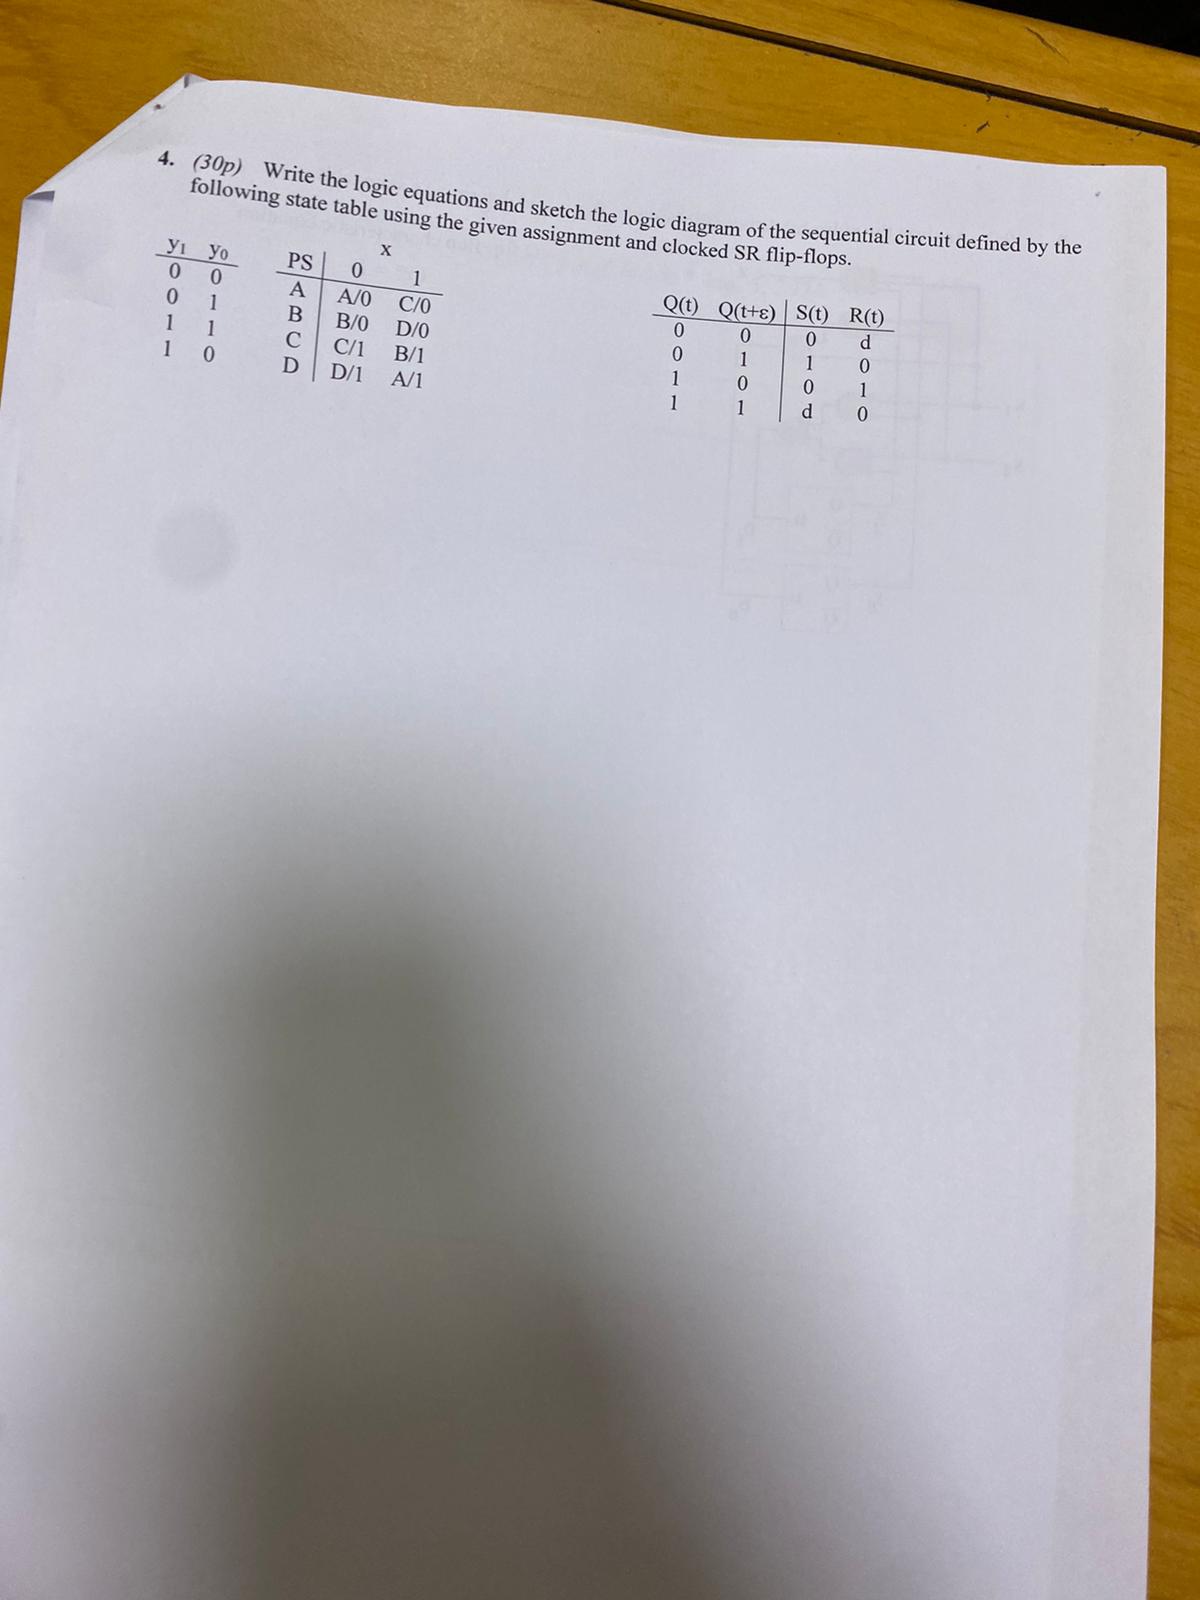 4. (30p) Write the logic equations and sketch the logic diagram of the sequential circuit defined by the
following state table using the given assignment and clocked SR flip-flops.
y1 y0
0 0
0 1
1 1
1 0
x
PS 0 1
A A/0 C/0
B B/0 D/0
C C/1 B/1
D D/1 A/1
Q(t) Q(t+ε) S(t) R(t)
0 0 0 d
0 1 1 0
1 0 0 1
1 1 d 0